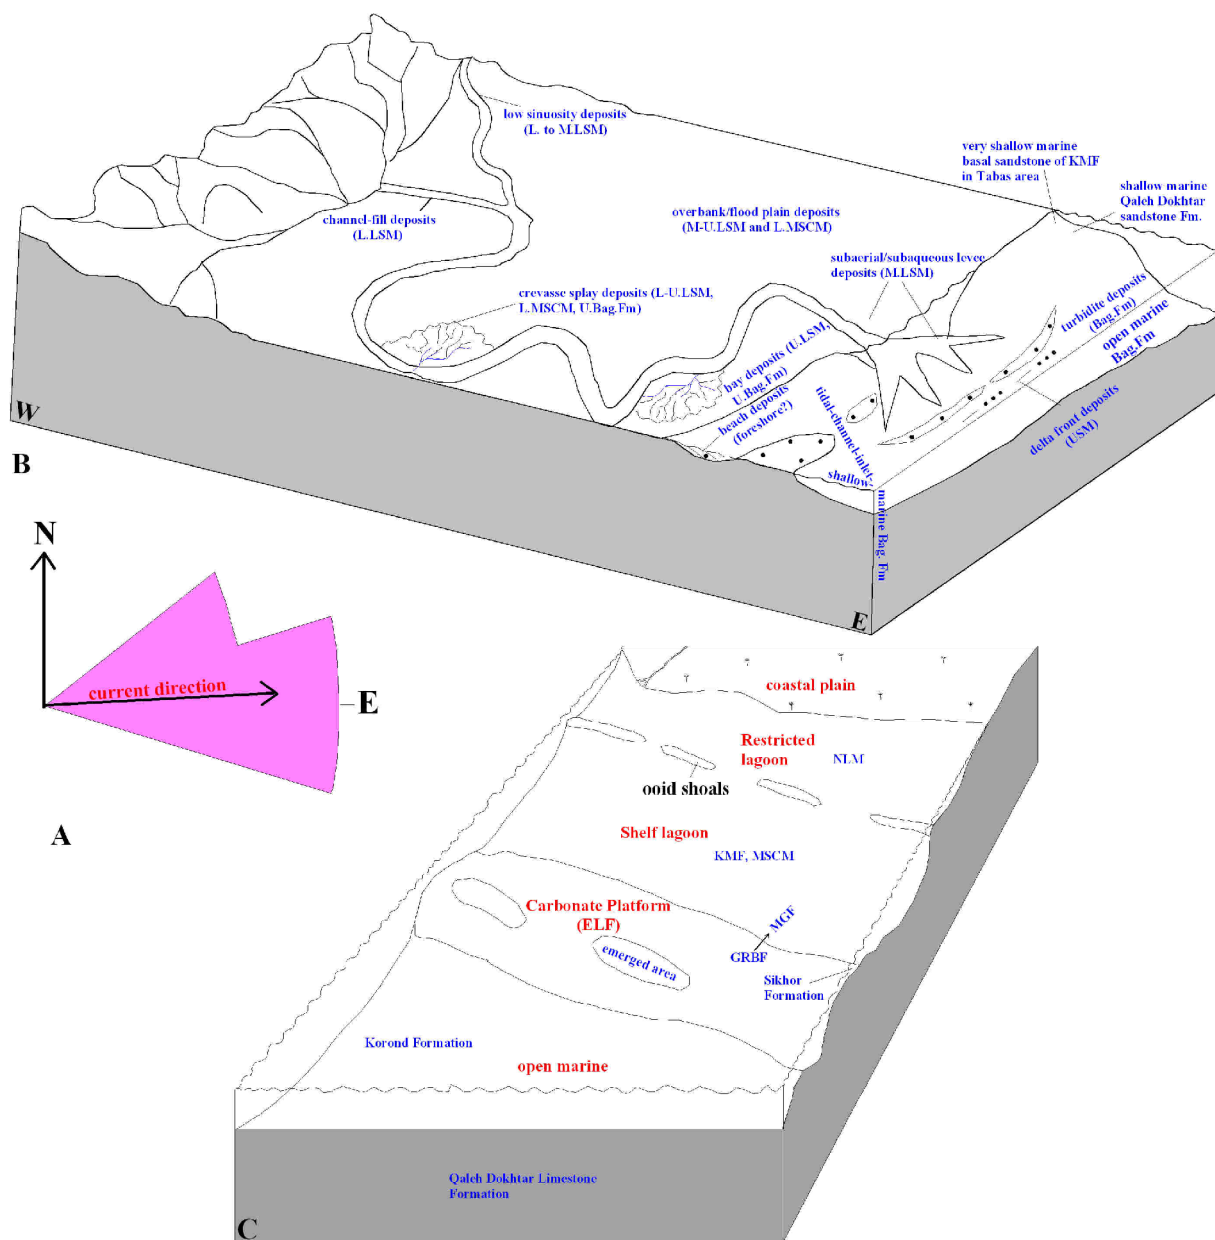 low sinuosity deposits
(L. to M.LSM)
very shallow marine
basal sandstone of KMF
in Tabas area
shallow marine
Qaleh Dokhtar
sandstone Fm.
channel-fill deposits
(L.LSM)
overbank/flood plain deposits
(M-U.LSM and L.MSCM)
subaerial/subaqueous levee
deposits (M.LSM)
crevasse splay deposits (L-U.LSM,
L.MSCM, U.Bag.Fm)
turbidite deposits
(Bag.Fm)
open marine
Bag.Fm
bay deposits (U.LSM,
U.Bag.Fm)
beach deposits
(foreshore?)
tidal-channel-inlet-
shallow-
marine Bag. Fm
delta front deposits
(USM)
W
B
E
N
current direction
E
A
coastal plain
Restricted
lagoon
NLM
ooid shoals
Shelf lagoon
KMF, MSCM
Carbonate Platform
(ELF)
MGF
GRBF
emerged area
Sikhor
Formation
Korond Formation
open marine
Qaleh Dokhtar Limestone
Formation
C